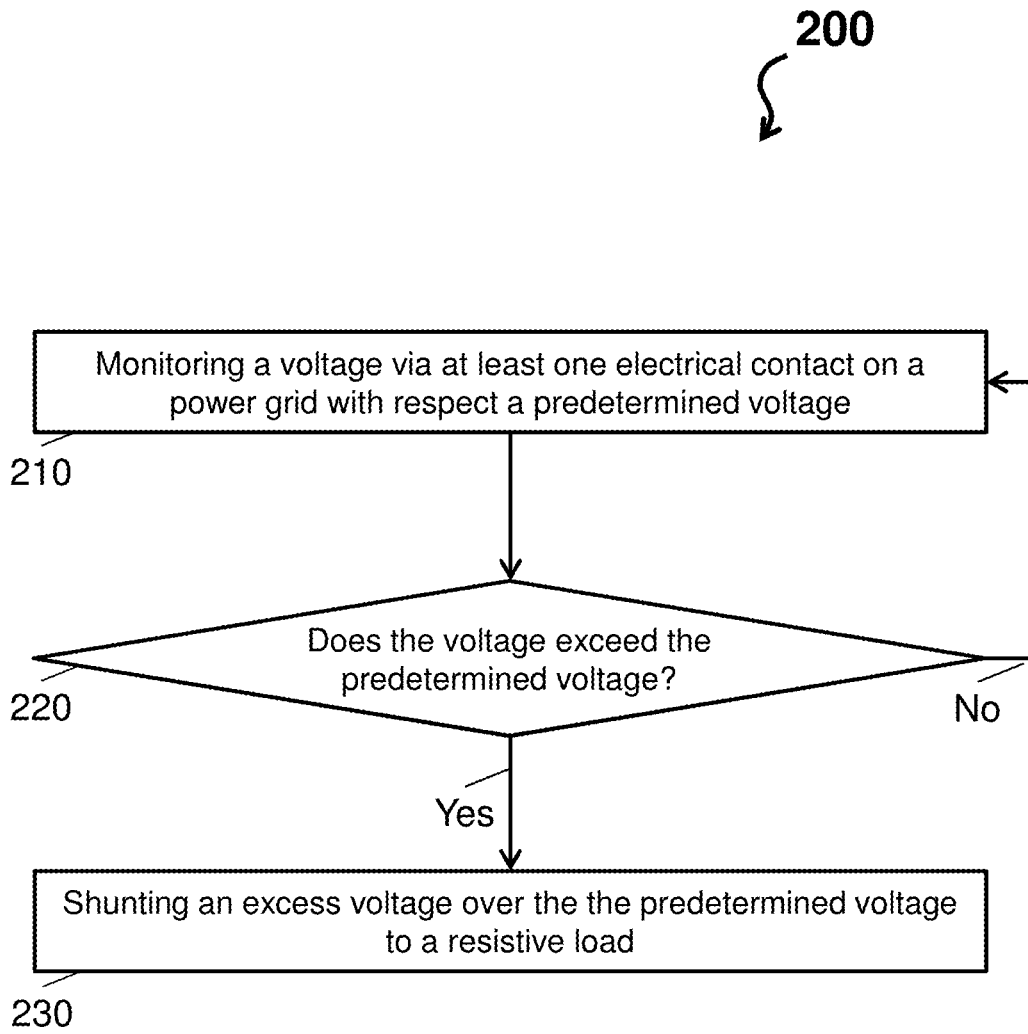 200
Monitoring a voltage via at least one electrical contact on a
power grid with respect a predetermined voltage
210
Does the voltage exceed the
predetermined voltage?
220
No
Yes
Shunting an excess voltage over the the predetermined voltage
to a resistive load
230